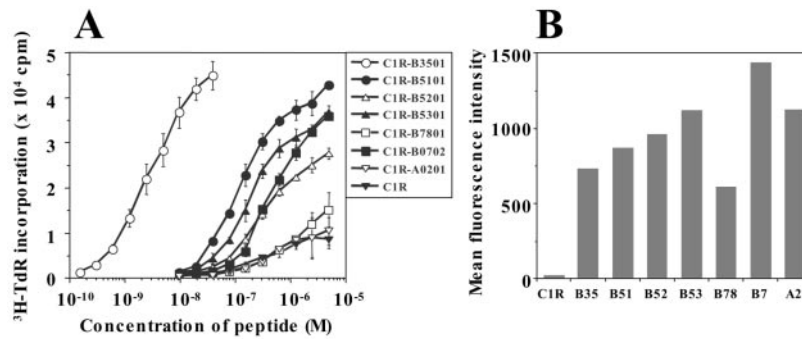 A
B
5
4
3
2
1
0
³H-TdR incorporation (x 10⁴ cpm)
10⁻¹⁰ 10⁻⁹ 10⁻⁸ 10⁻⁷ 10⁻⁶ 10⁻⁵
Concentration of peptide (M)
C1R-B3501
C1R-B5101
C1R-B5201
C1R-B5301
C1R-B7801
C1R-B0702
C1R-A0201
C1R
1500
1000
500
0
Mean fluorescence intensity
C1R B35 B51 B52 B53 B78 B7 A2